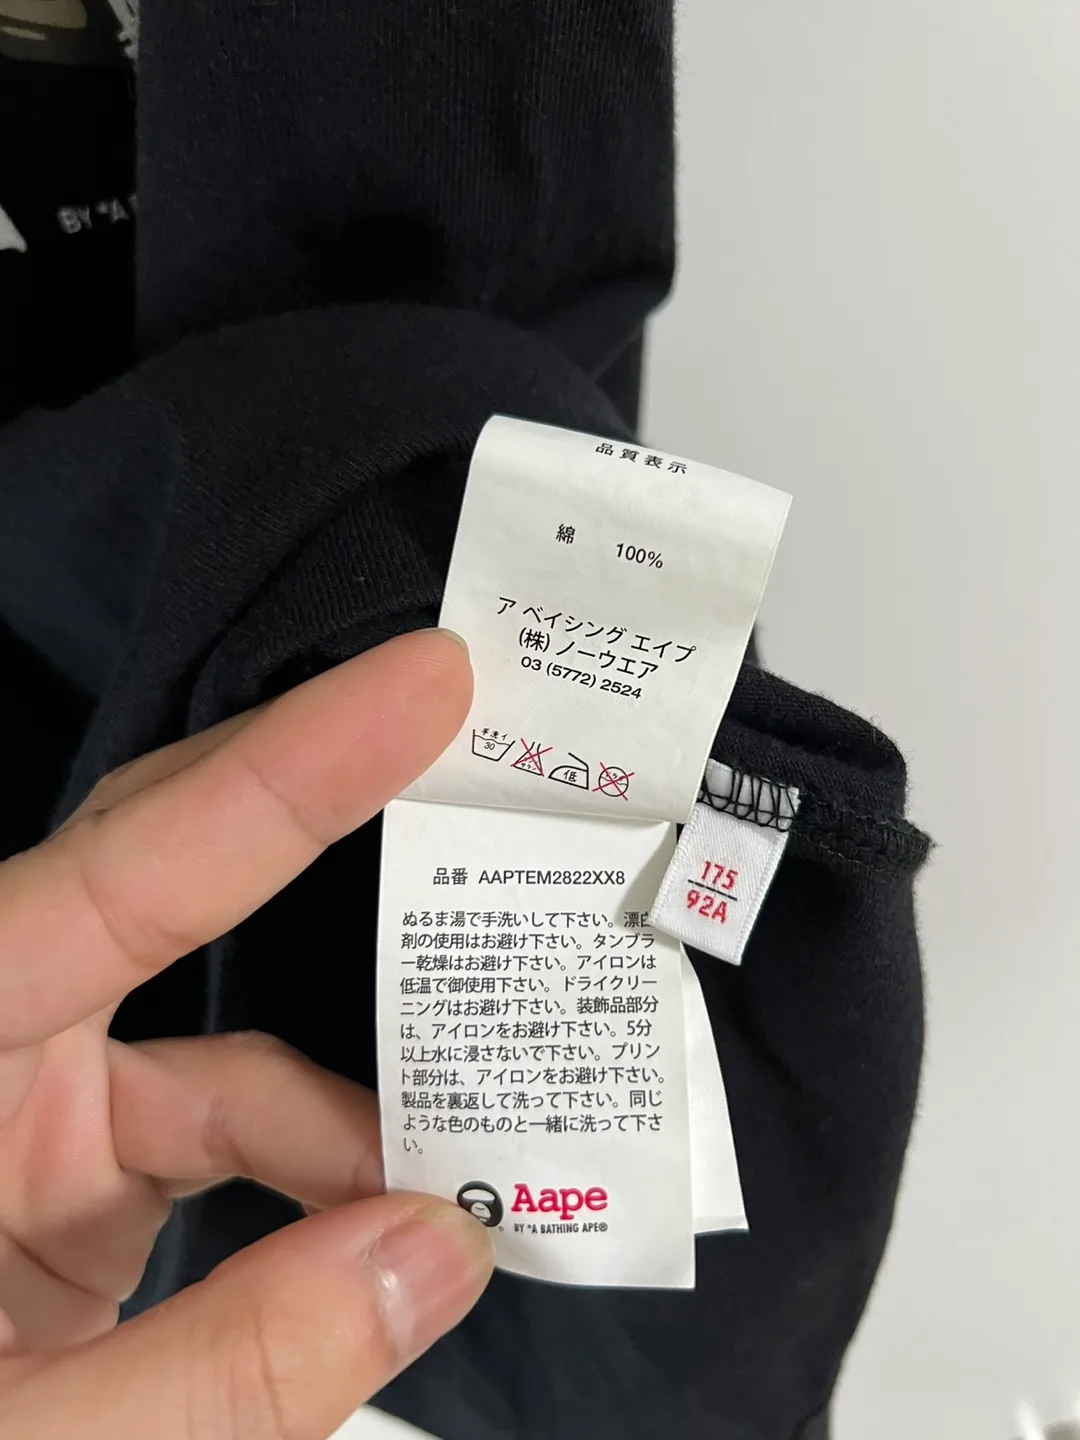 BY *A
品質表示
綿 100%
ア ベイシング エイプ
(株) ノーウエア
03 (5772) 2524
手洗イ
30
低
175
92A
品番 AAPTEM2822XX8
ぬるま湯で手洗いして下さい。漂白
剤の使用はお避け下さい。タンブラ
ー乾燥はお避け下さい。アイロンは
低温で御使用下さい。ドライクリー
ニングはお避け下さい。装飾品部分
は、アイロンをお避け下さい。5分
以上水に浸さないで下さい。プリン
ト部分は、アイロンをお避け下さい。
製品を裏返して洗って下さい。同じ
ような色のものと一緒に洗って下さ
い。
Aape
BY *A BATHING APE®